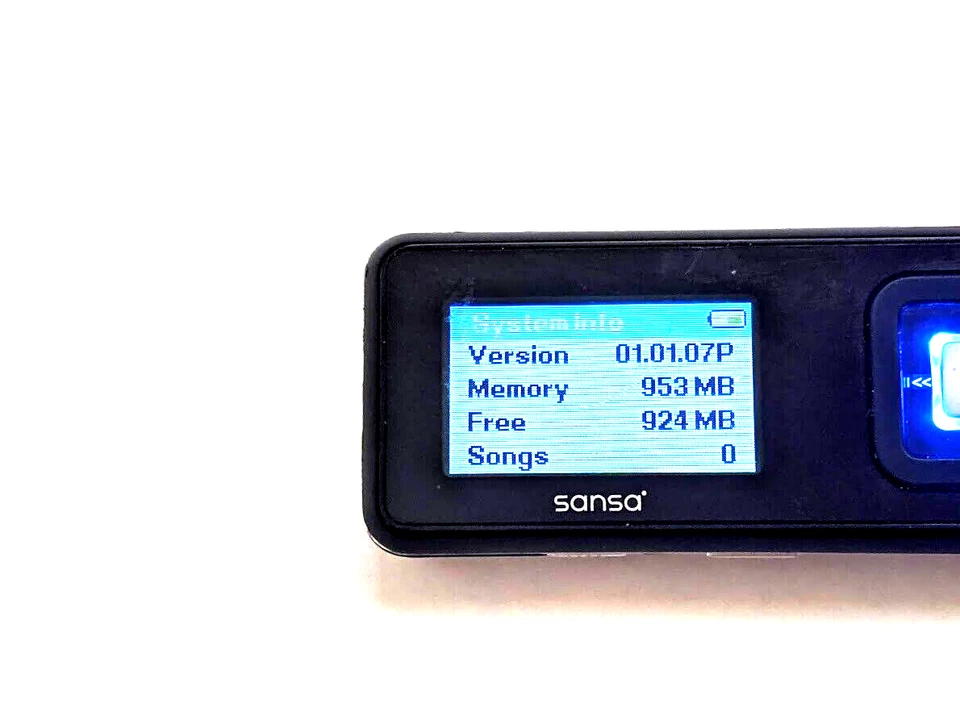 System info
Version 01.01.07P
Memory 953 MB
Free 924 MB
Songs 0
sansa